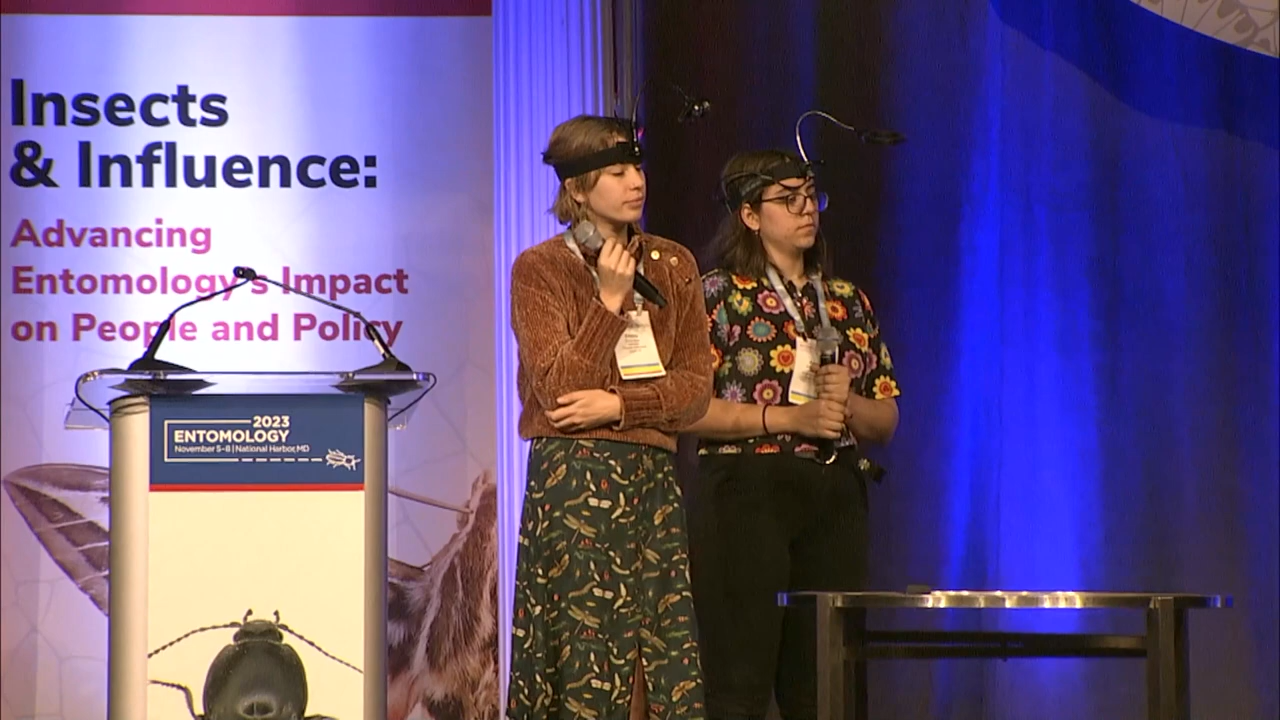 Insects
& Influence:
Advancing
Entomology's Impact
on People and Policy
2023
ENTOMOLOGY
November 5-8 | National Harbor, MD